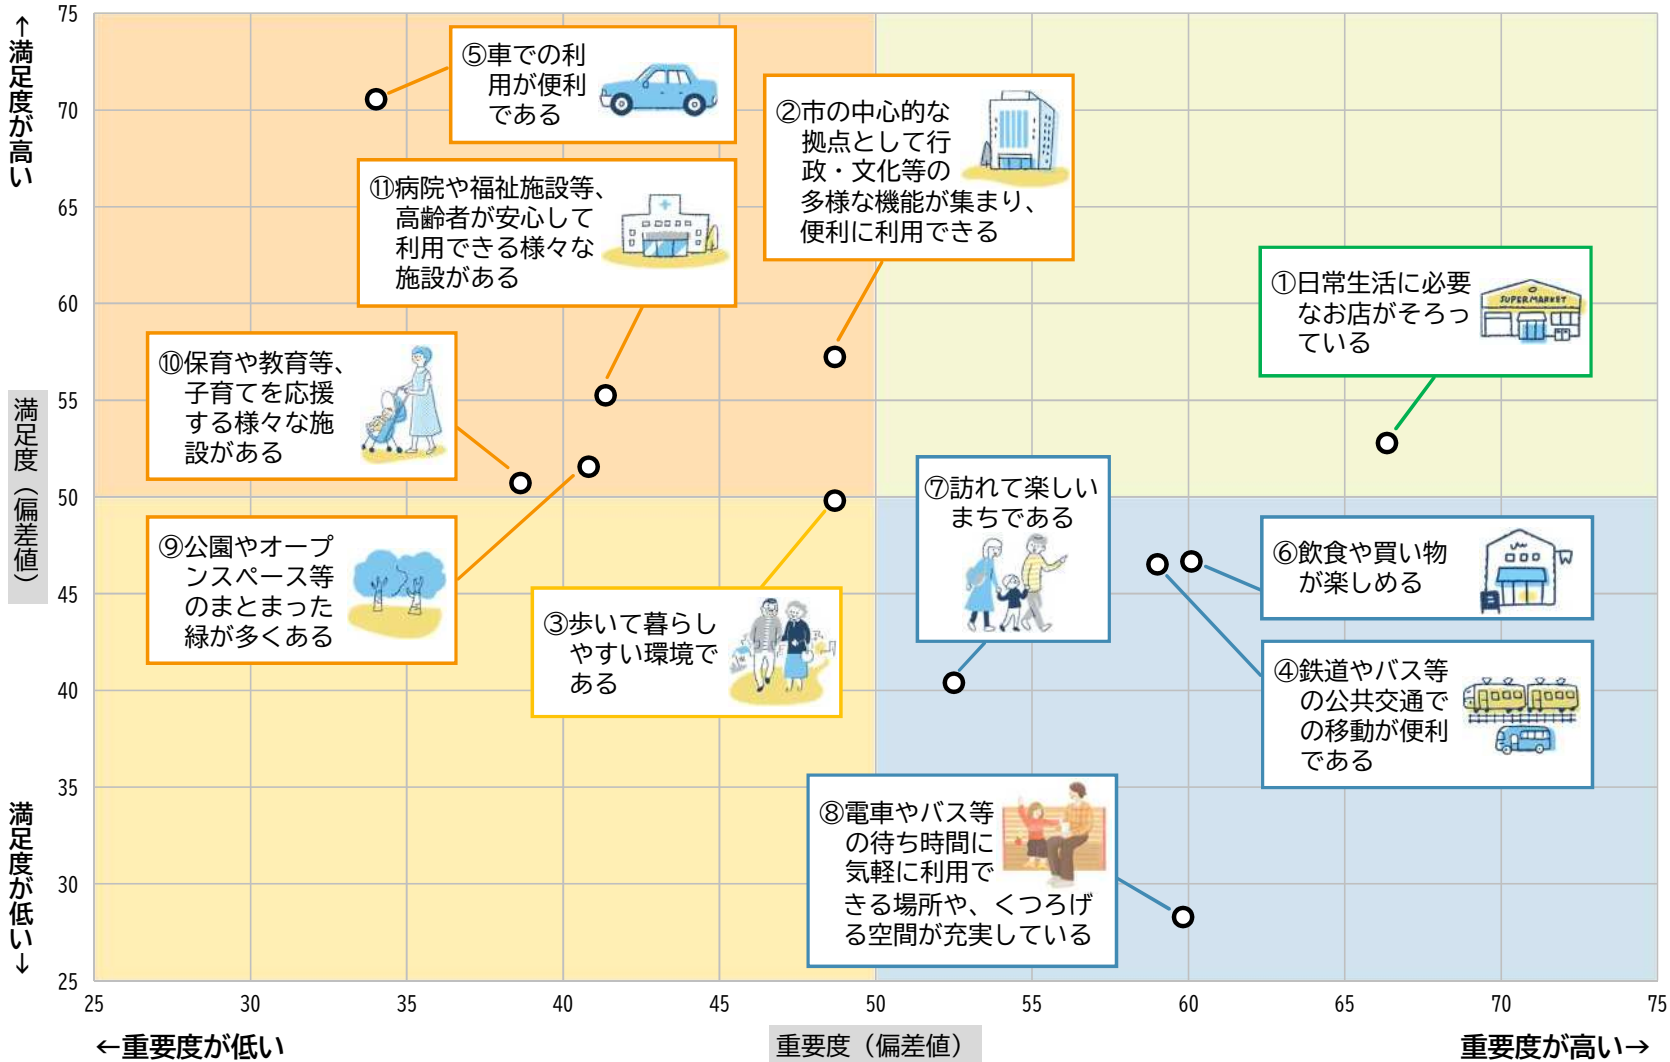 ↑満足度が高い
満足度（偏差値）
満足度が低い↓
75
70
65
60
55
50
45
40
35
30
25
⑤車での利
用が便利
である
②市の中心的な
拠点として行
政・文化等の
多様な機能が集まり、
便利に利用できる
⑪病院や福祉施設等、
高齢者が安心して
利用できる様々な
施設がある
①日常生活に必要
なお店がそろっ
ている
SUPERMARKET
⑩保育や教育等、
子育てを応援
する様々な施
設がある
⑦訪れて楽しい
まちである
⑨公園やオープ
ンスペース等
のまとまった
緑が多くある
⑥飲食や買い物
が楽しめる
③歩いて暮らし
やすい環境で
ある
④鉄道やバス等
の公共交通で
の移動が便利
である
⑧電車やバス等
の待ち時間に
気軽に利用で
きる場所や、くつろげ
る空間が充実している
25
30
35
40
45
50
55
60
65
70
75
←重要度が低い
重要度（偏差値）
重要度が高い→